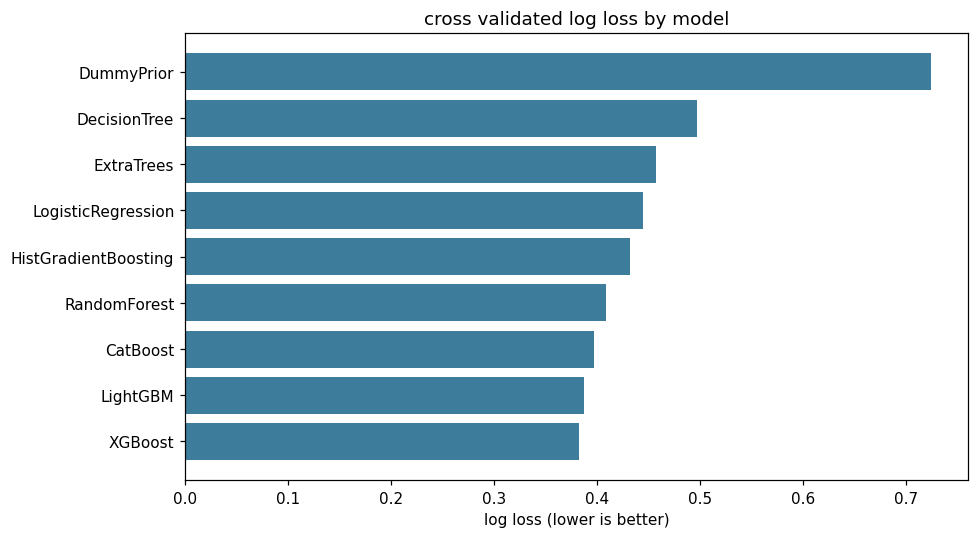 cross validated log loss by model
DummyPrior
DecisionTree
ExtraTrees
LogisticRegression
HistGradientBoosting
RandomForest
CatBoost
LightGBM
XGBoost
0.0 0.1 0.2 0.3 0.4 0.5 0.6 0.7
log loss (lower is better)